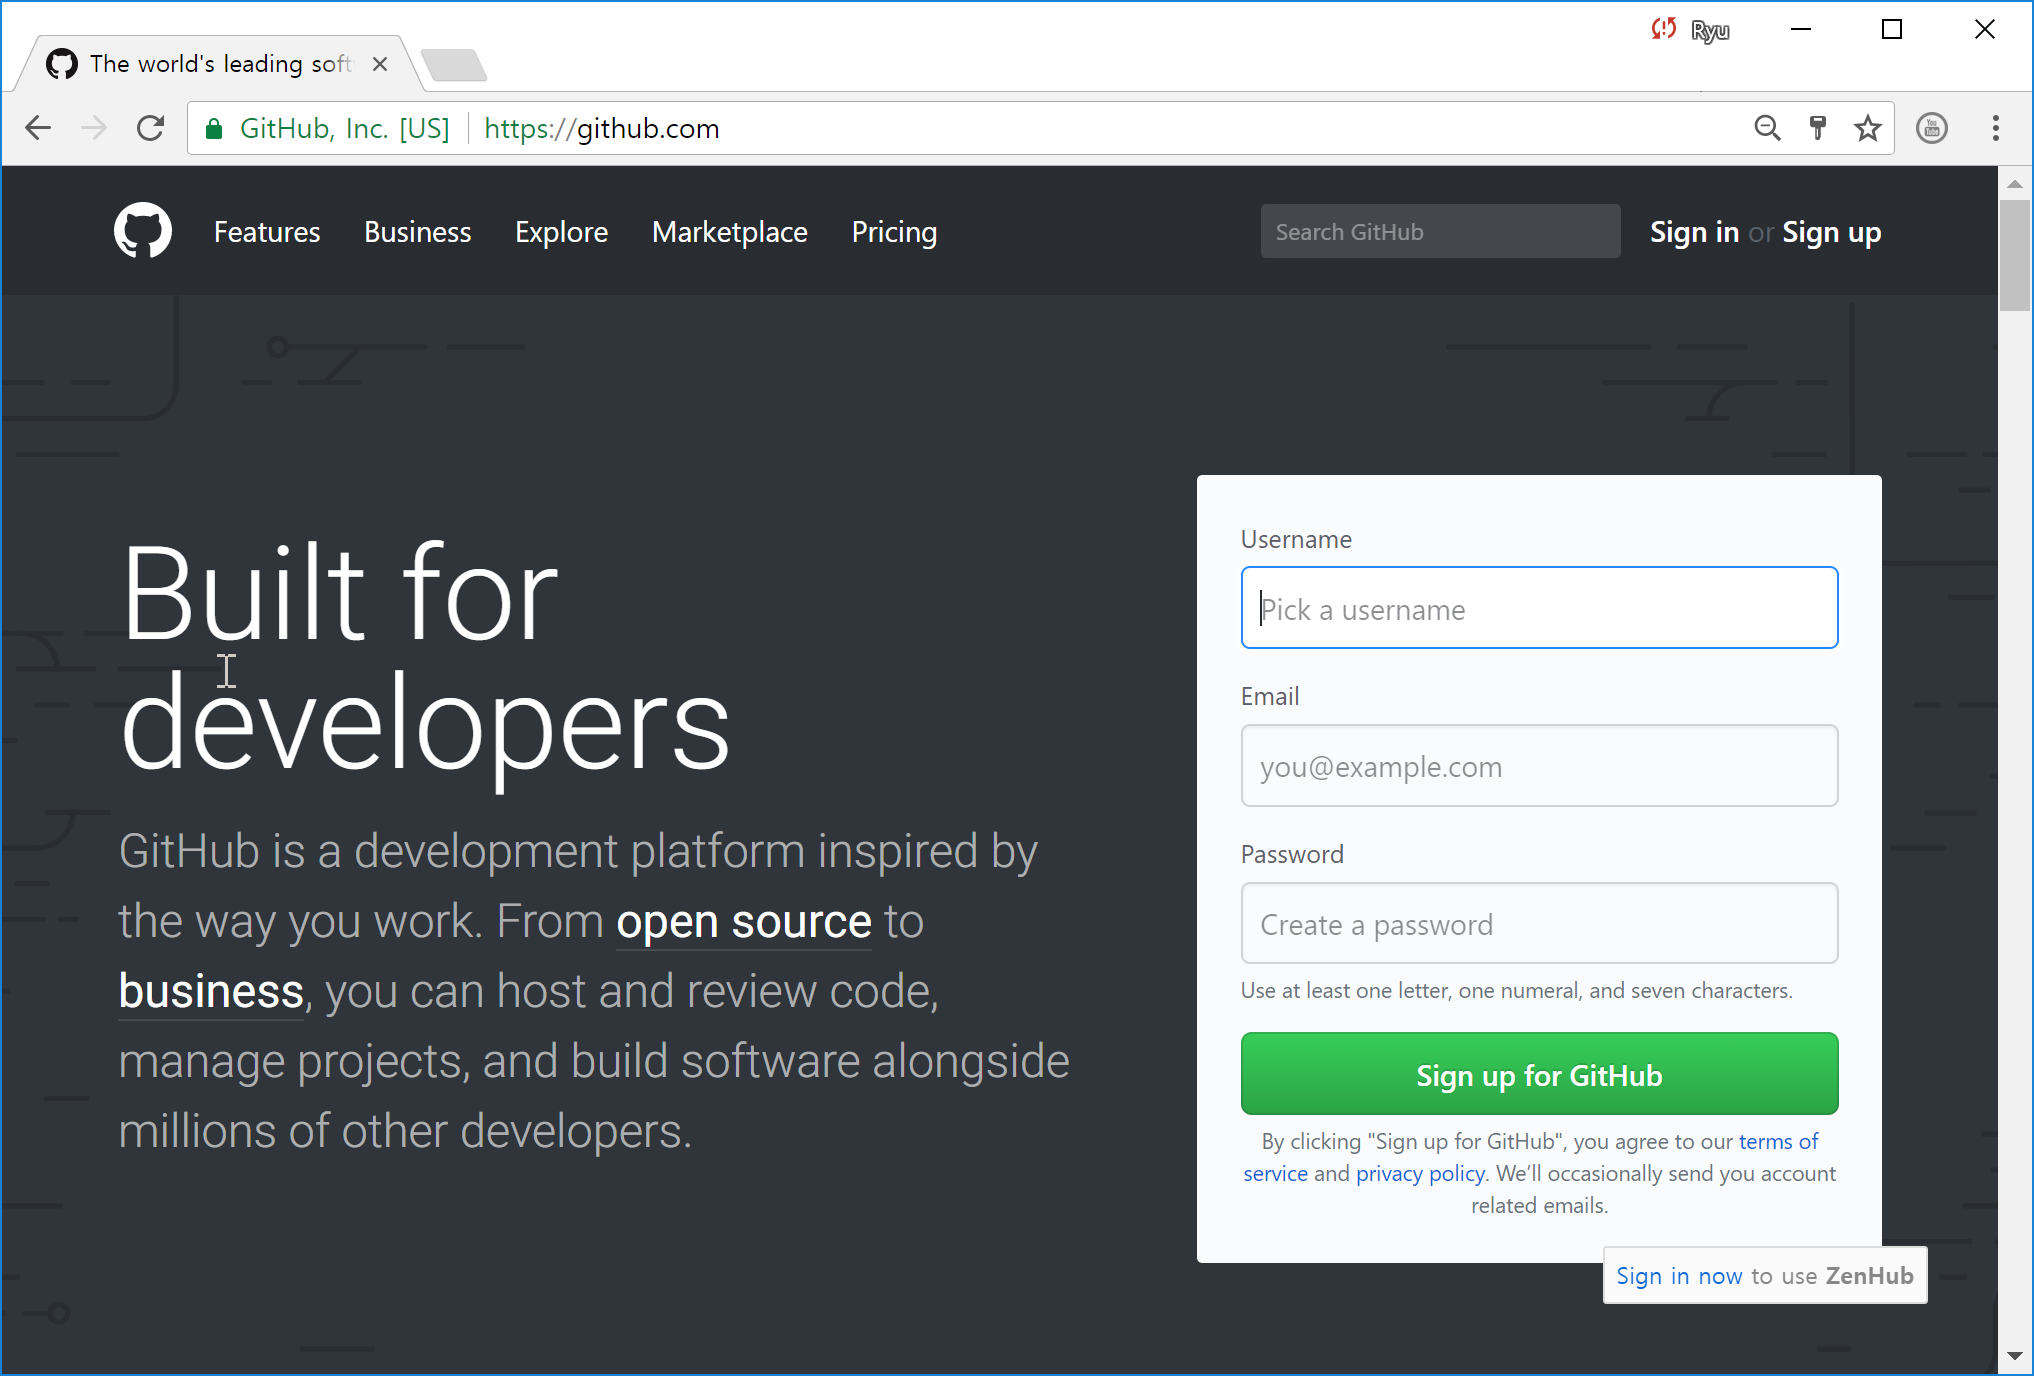 Ryu
The world's leading soft
GitHub, Inc. [US] https://github.com
Features Business Explore Marketplace Pricing Search GitHub Sign in or Sign up
Built for
developers
GitHub is a development platform inspired by
the way you work. From open source to
business, you can host and review code,
manage projects, and build software alongside
millions of other developers.
Username
Pick a username
Email
you@example.com
Password
Create a password
Use at least one letter, one numeral, and seven characters.
Sign up for GitHub
By clicking "Sign up for GitHub", you agree to our terms of
service and privacy policy. We’ll occasionally send you account
related emails.
Sign in now to use ZenHub